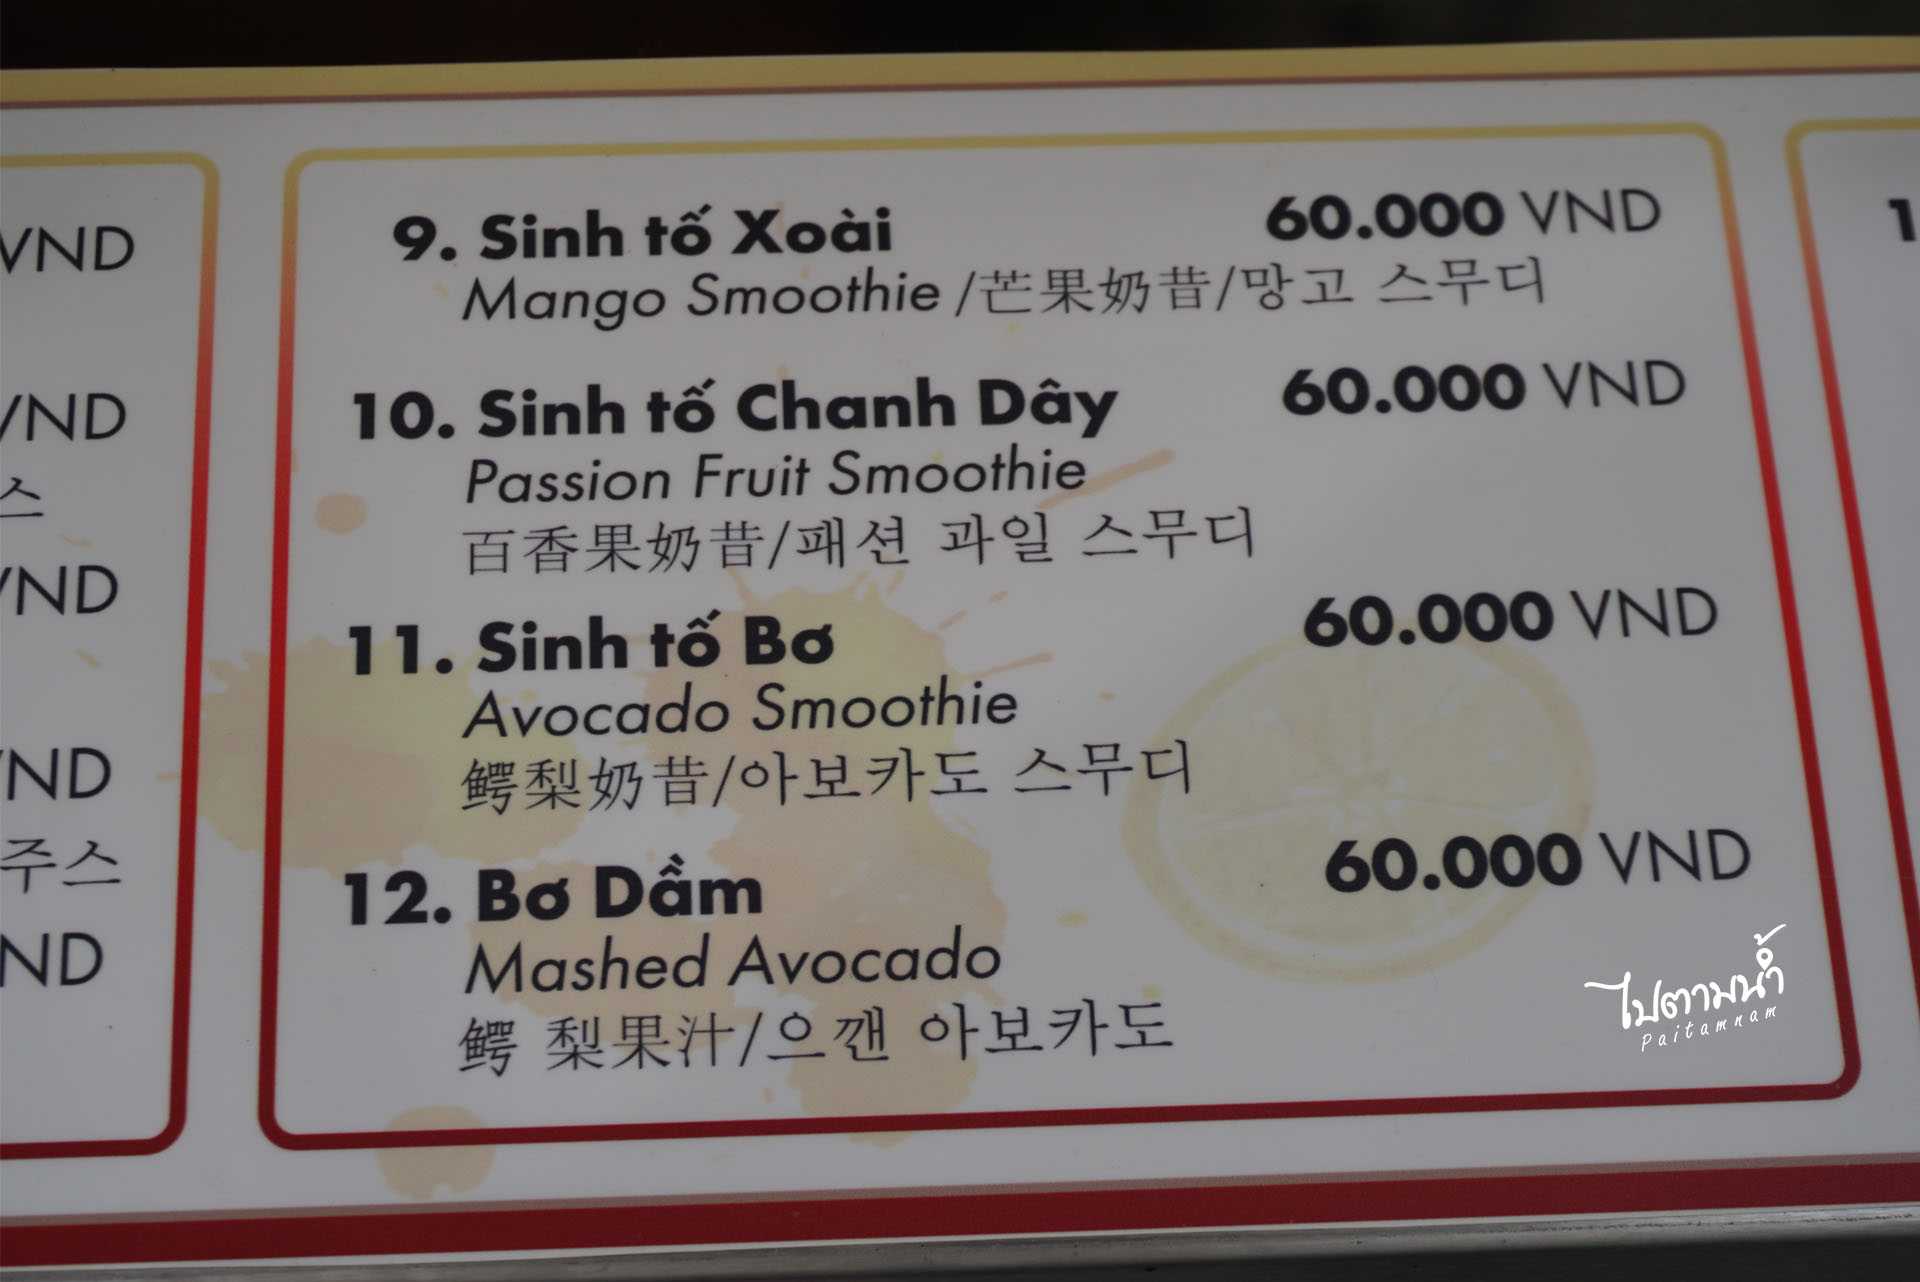 VND
VND
스
VND
VND
주스
VND
9. Sinh tố Xoài 60.000 VND
Mango Smoothie /芒果奶昔/망고 스무디
10. Sinh tố Chanh Dây 60.000 VND
Passion Fruit Smoothie
百香果奶昔/패션 과일 스무디
11. Sinh tố Bơ 60.000 VND
Avocado Smoothie
鳄梨奶昔/아보카도 스무디
12. Bơ Dầm 60.000 VND
Mashed Avocado
鳄 梨果汁/으깬 아보카도
ไปตามน้ำ
Paitamnam
1